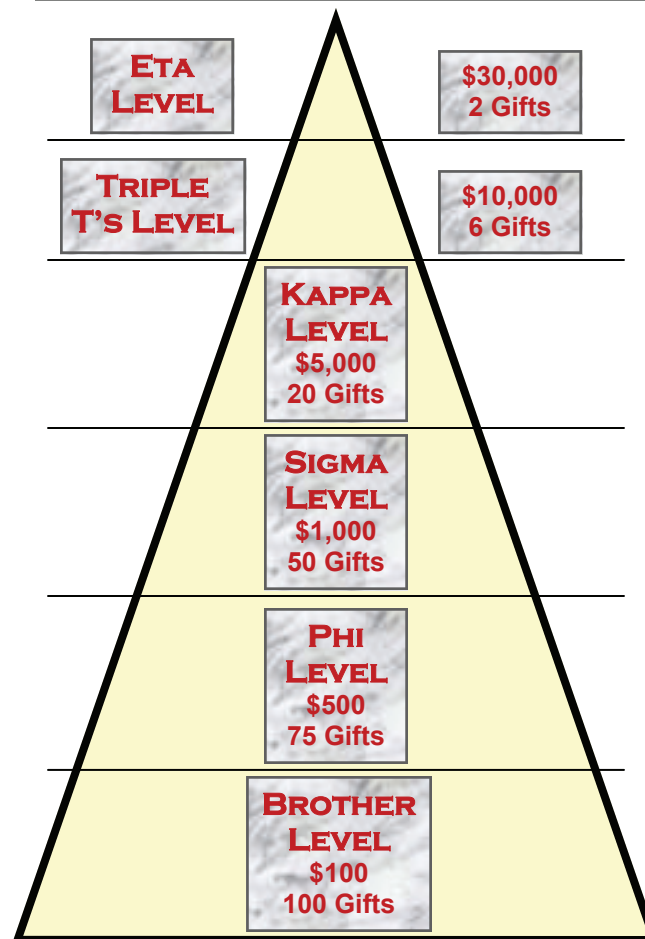 ETA
LEVEL
$30,000
2 Gifts
TRIPLE
T'S LEVEL
$10,000
6 Gifts
KAPPA
LEVEL
$5,000
20 Gifts
SIGMA
LEVEL
$1,000
50 Gifts
PHI
LEVEL
$500
75 Gifts
BROTHER
LEVEL
$100
100 Gifts